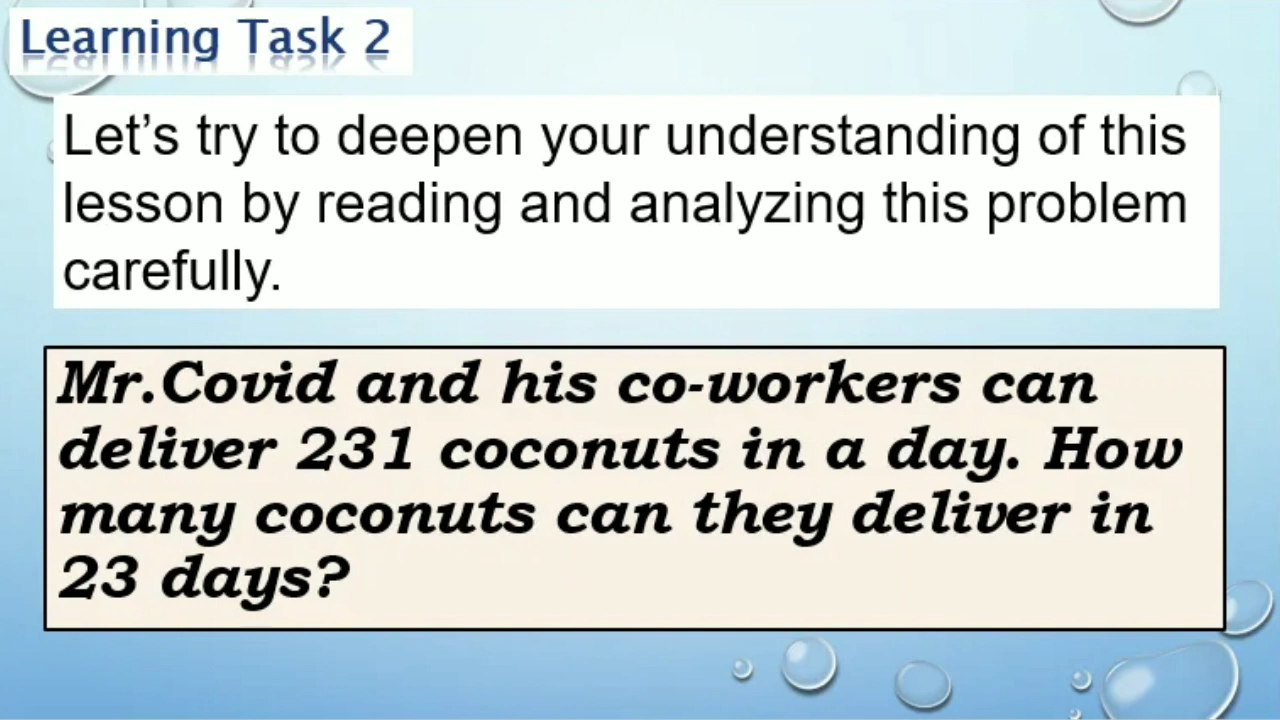 Learning Task 2
Let’s try to deepen your understanding of this
lesson by reading and analyzing this problem
carefully.
Mr.Covid and his co-workers can
deliver 231 coconuts in a day. How
many coconuts can they deliver in
23 days?